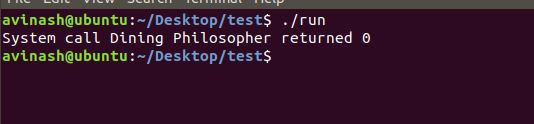 avinash@ubuntu:~/Desktop/test$ ./run
System call Dining Philosopher returned 0
avinash@ubuntu:~/Desktop/test$